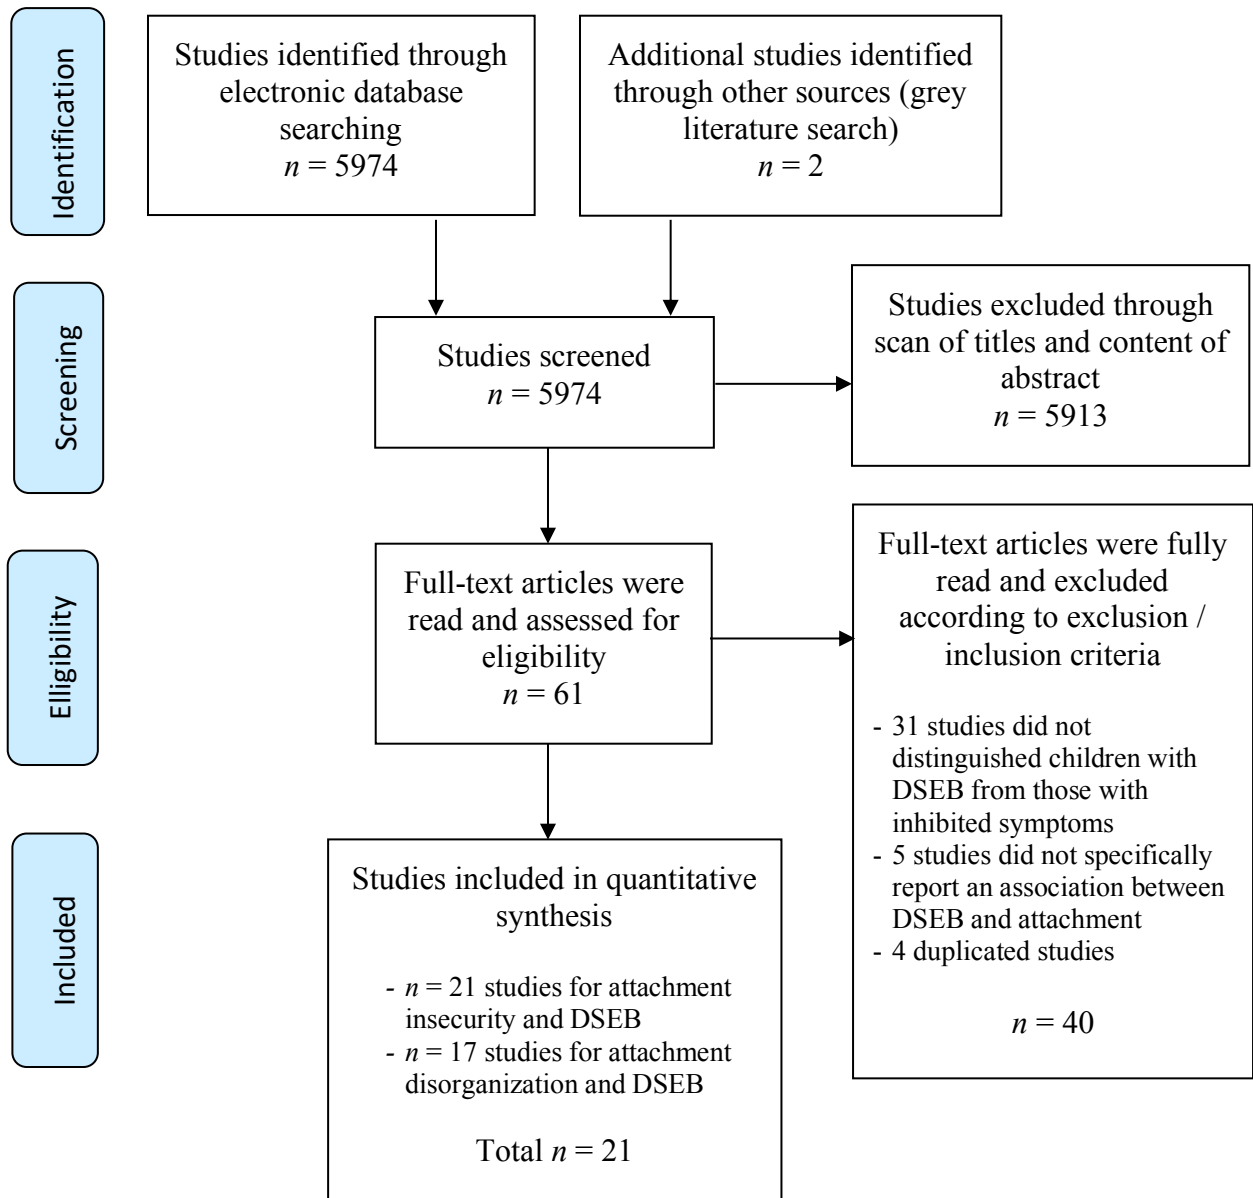 Identification
Studies identified through
electronic database
searching
n = 5974
Additional studies identified
through other sources (grey
literature search)
n = 2
Screening
Studies screened
n = 5974
Studies excluded through
scan of titles and content of
abstract
n = 5913
Elligibility
Full-text articles were
read and assessed for
eligibility
n = 61
Full-text articles were fully
read and excluded
according to exclusion /
inclusion criteria
- 31 studies did not
distinguished children with
DSEB from those with
inhibited symptoms
- 5 studies did not specifically
report an association between
DSEB and attachment
- 4 duplicated studies
n = 40
Included
Studies included in quantitative
synthesis
- n = 21 studies for attachment
insecurity and DSEB
- n = 17 studies for attachment
disorganization and DSEB
Total n = 21